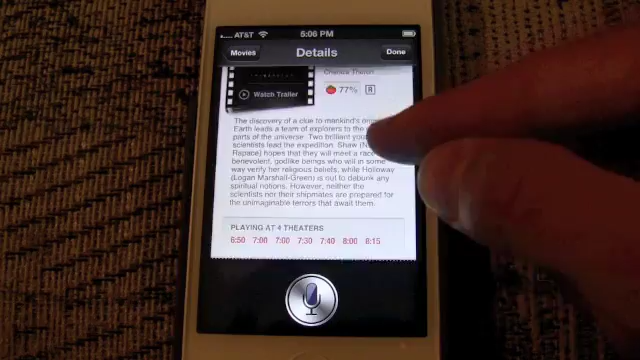 AT&T 5:06 PM
Movies Details Done
Charlize Theron
Watch Trailer 77% R
The discovery of a clue to mankind's
Earth leads a team of explorers to the
parts of the universe. Two brilliant
scientists lead the expedition. Shaw
Rapace) hopes that they will meet a race
benevolent, godlike beings who will in some
way verify her religious beliefs, while Holloway
(Logan Marshall-Green) is out to debunk any
spiritual notions. However, neither the
scientists nor their shipmates are prepared for
the unimaginable terrors that await them.
PLAYING AT 4 THEATERS
6:50 7:00 7:00 7:30 7:40 8:00 8:15